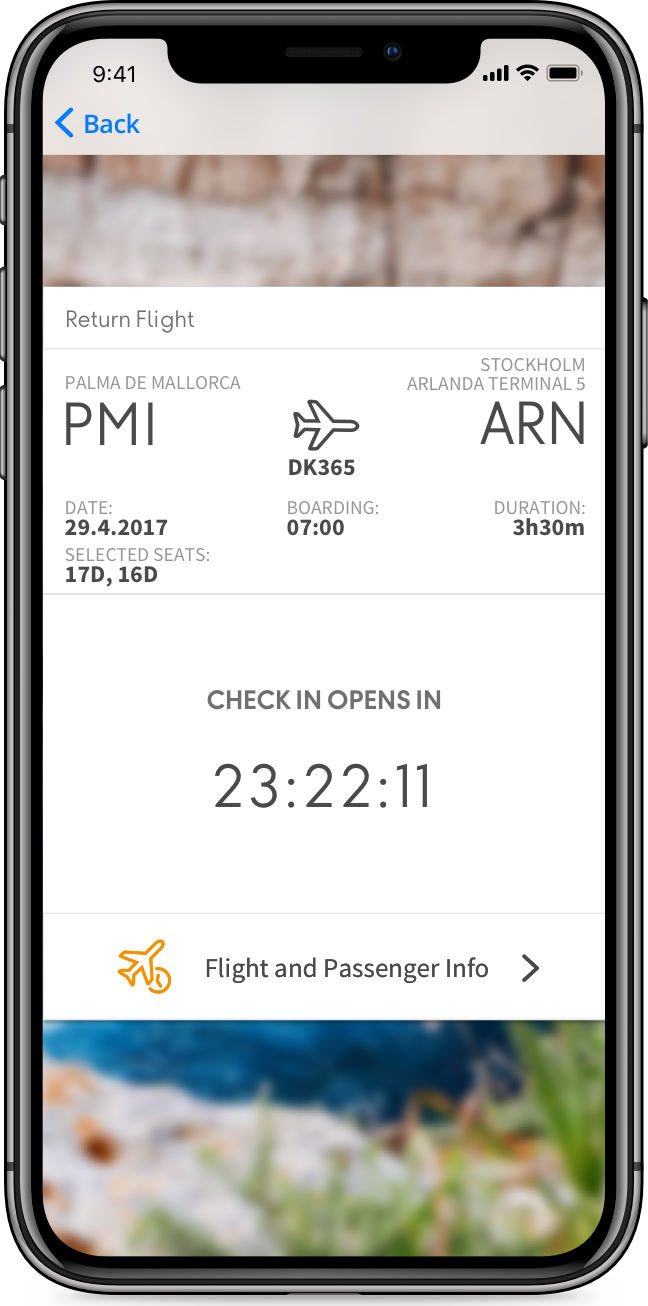 9:41
Back
Return Flight
STOCKHOLM
PALMA DE MALLORCA ARLANDA TERMINAL 5
PMI ARN
DK365
DATE: BOARDING: DURATION:
29.4.2017 07:00 3h30m
SELECTED SEATS:
17D, 16D
CHECK IN OPENS IN
23:22:11
Flight and Passenger Info